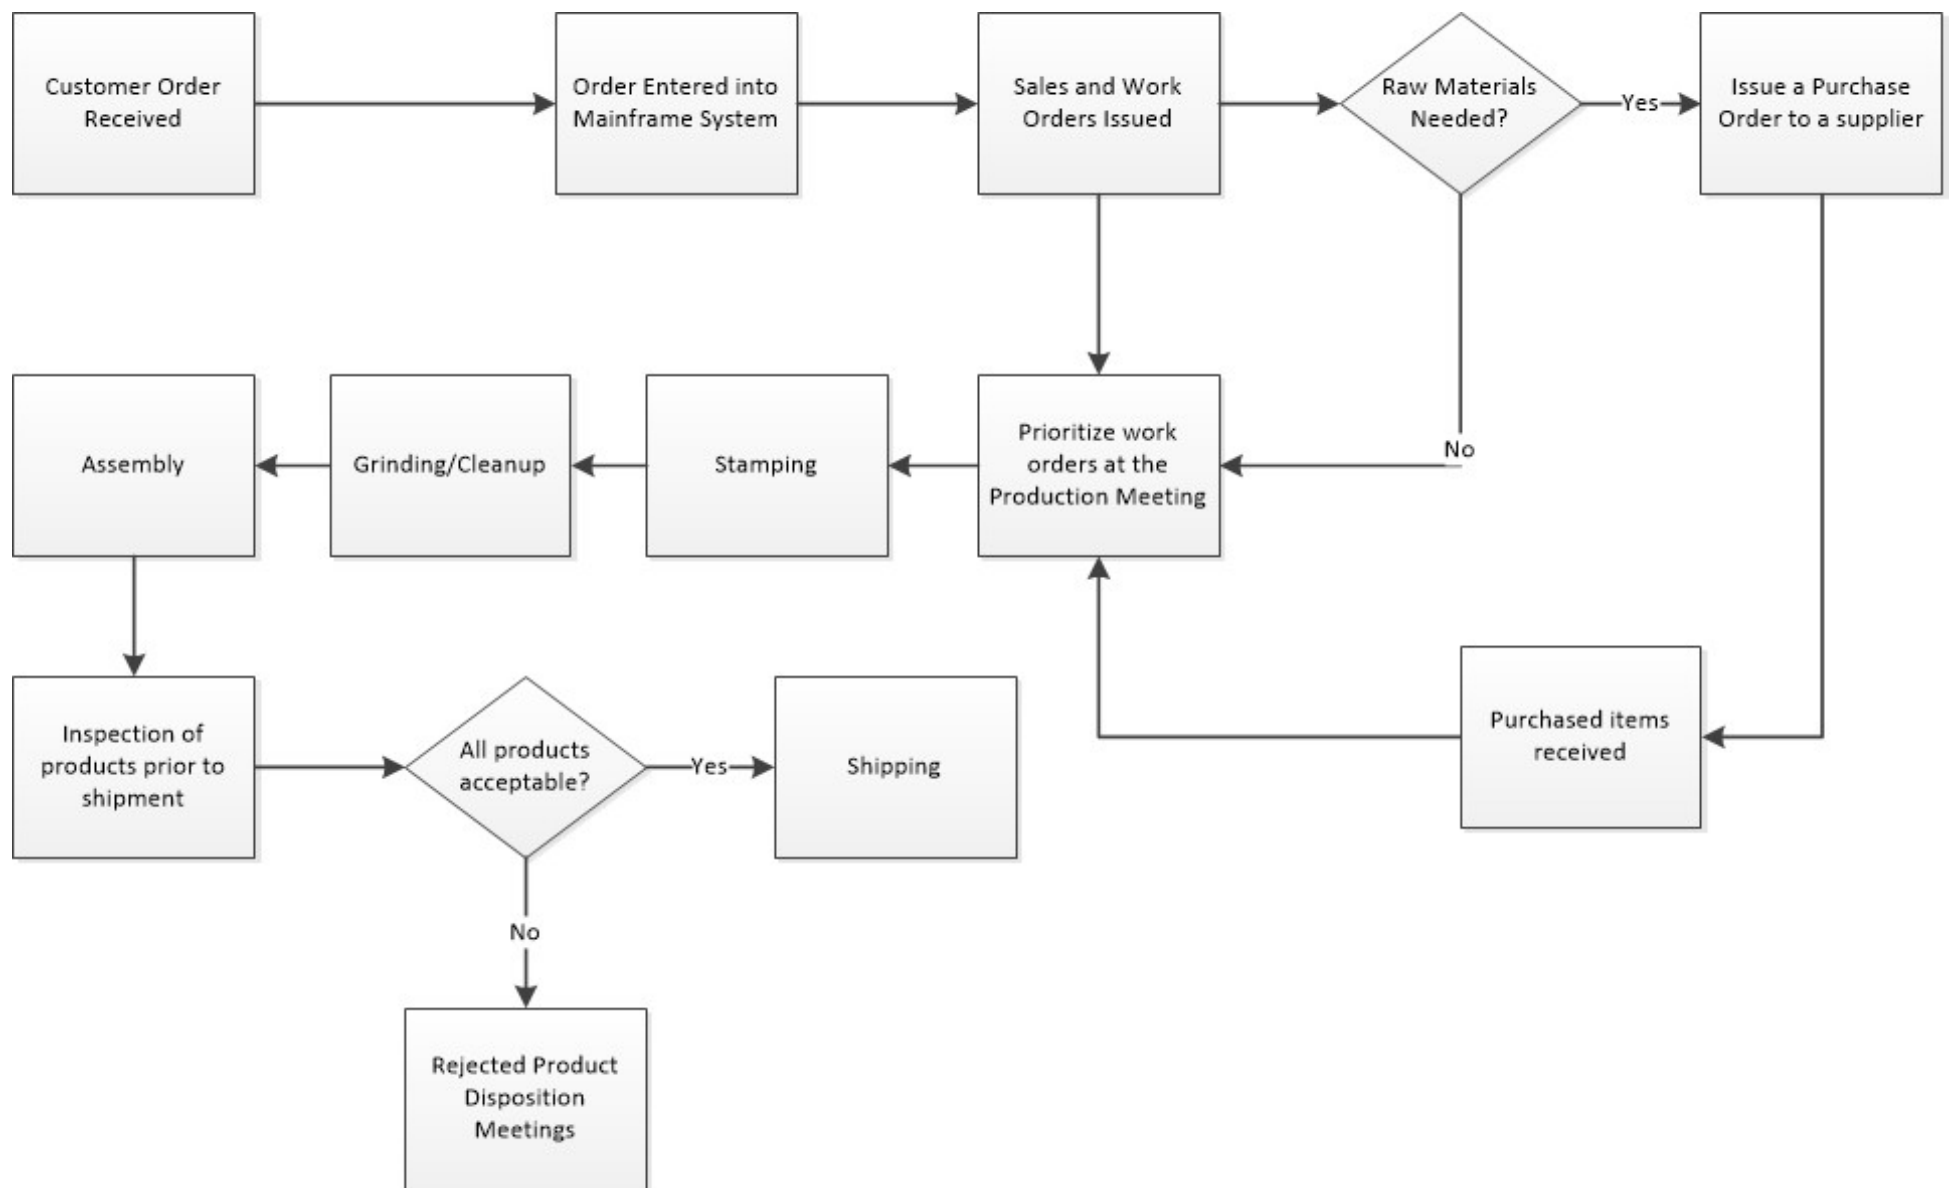 Customer Order
Received
Order Entered into
Mainframe System
Sales and Work
Orders Issued
Raw Materials
Needed?
Yes
Issue a Purchase
Order to a supplier
No
Prioritize work
orders at the
Production Meeting
Stamping
Grinding/Cleanup
Assembly
Purchased items
received
Inspection of
products prior to
shipment
All products
acceptable?
Yes
Shipping
No
Rejected Product
Disposition
Meetings